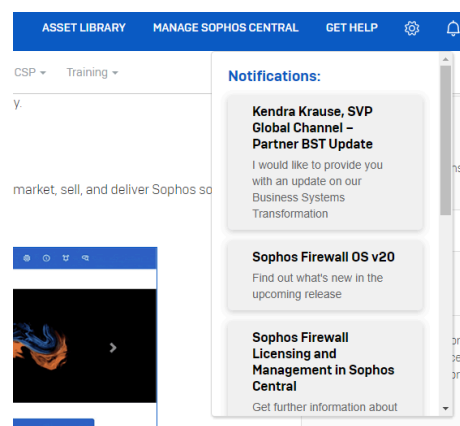 ASSET LIBRARY MANAGE SOPHOS CENTRAL GET HELP
CSP Training
y.
market, sell, and deliver Sophos so
Notifications:
Kendra Krause, SVP
Global Channel –
Partner BST Update
I would like to provide you
with an update on our
Business Systems
Transformation
Sophos Firewall OS v20
Find out what's new in the
upcoming release
Sophos Firewall
Licensing and
Management in Sophos
Central
Get further information about